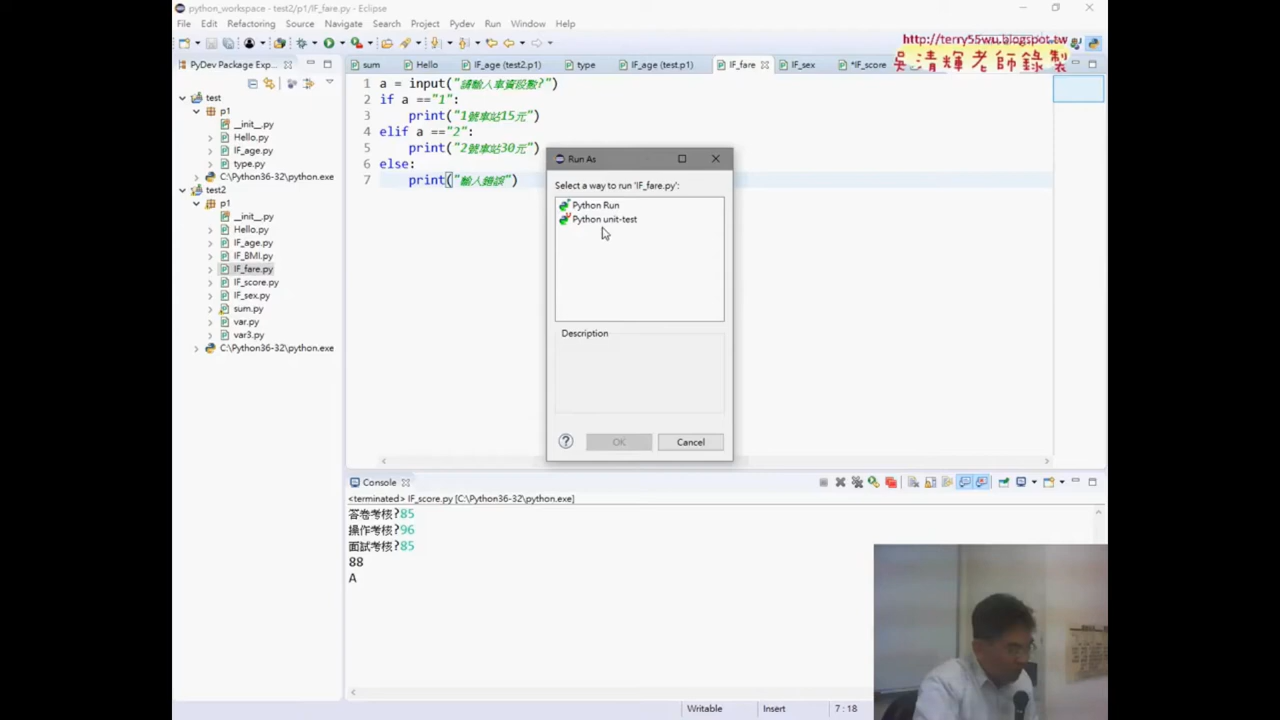 python_workspace - test2/p1/IF_fare.py - Eclipse
File Edit Refactoring Source Navigate Search Project Pydev Run Window Help
http://terry55wu.blogspot.tw
吳清輝老師錄製
PyDev Package Exp...
sum
Hello
IF_age (test2.p1)
type
IF_age (test.p1)
IF_fare
IF_sex
*IF_score
test
p1
__init__.py
Hello.py
IF_age.py
type.py
C:\Python36-32\python.exe
test2
p1
__init__.py
Hello.py
IF_age.py
IF_BMI.py
IF_fare.py
IF_score.py
IF_sex.py
sum.py
var.py
var3.py
C:\Python36-32\python.exe
1 a = input("請輸入車資段數?")
2 if a =="1":
3 print("1號車站15元")
4 elif a =="2":
5 print("2號車站30元")
6 else:
7 print("輸入錯誤")
Run As
Select a way to run 'IF_fare.py':
Python Run
Python unit-test
Description
OK
Cancel
Console
<terminated> IF_score.py [C:\Python36-32\python.exe]
答卷考核?85
操作考核?96
面試考核?85
88
A
Writable
Insert
7 : 18